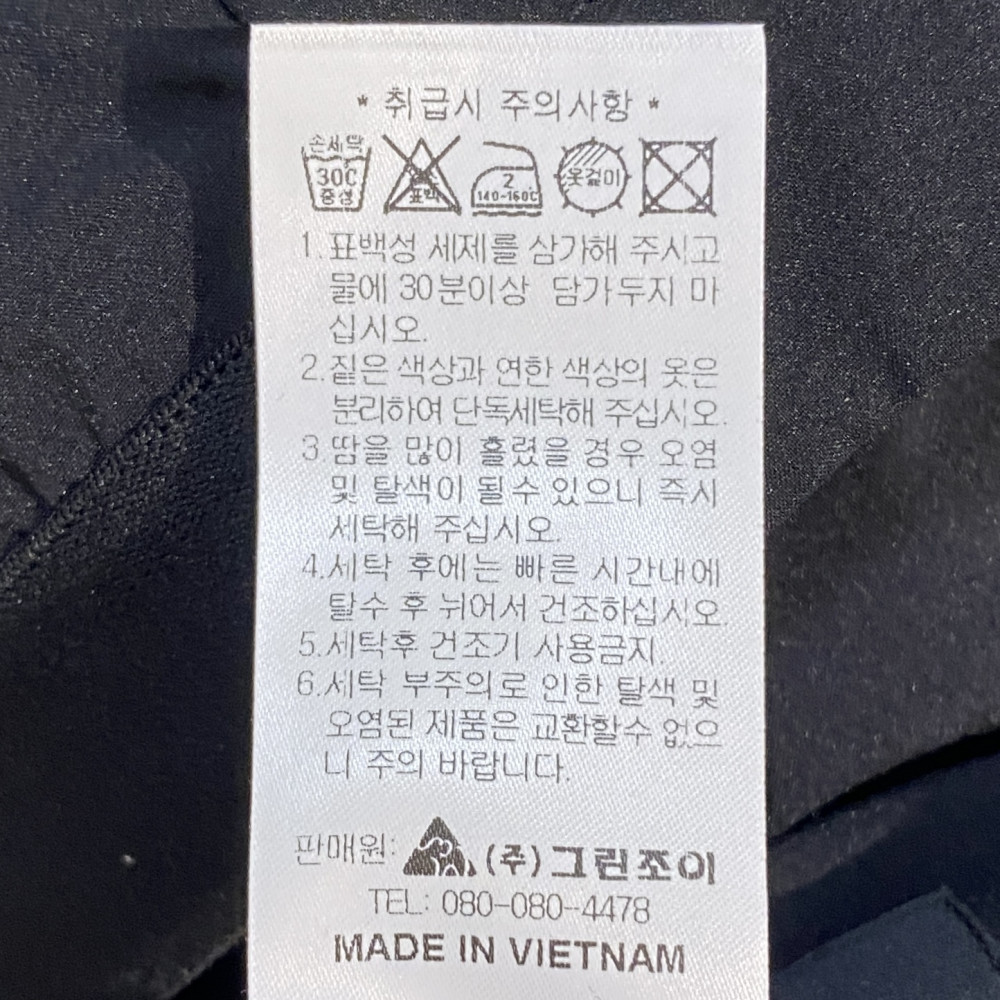 * 취급시 주의사항 *
손세탁
30C
중성
표백
2
140-160C
옷걸이
1.표백성 세제를 삼가해 주시고
물에 30분이상 담가두지 마
십시오.
2.짙은 색상과 연한 색상의 옷은
분리하여 단독세탁해 주십시오.
3.땀을 많이 흘렸을 경우 오염
및 탈색이 될수 있으니 즉시
세탁해 주십시오.
4.세탁 후에는 빠른 시간내에
탈수 후 뉘어서 건조하십시오.
5.세탁후 건조기 사용금지.
6.세탁 부주의로 인한 탈색 및
오염된 제품은 교환할수 없으
니 주의 바랍니다.
판매원: (주)그린조이
TEL: 080-080-4478
MADE IN VIETNAM